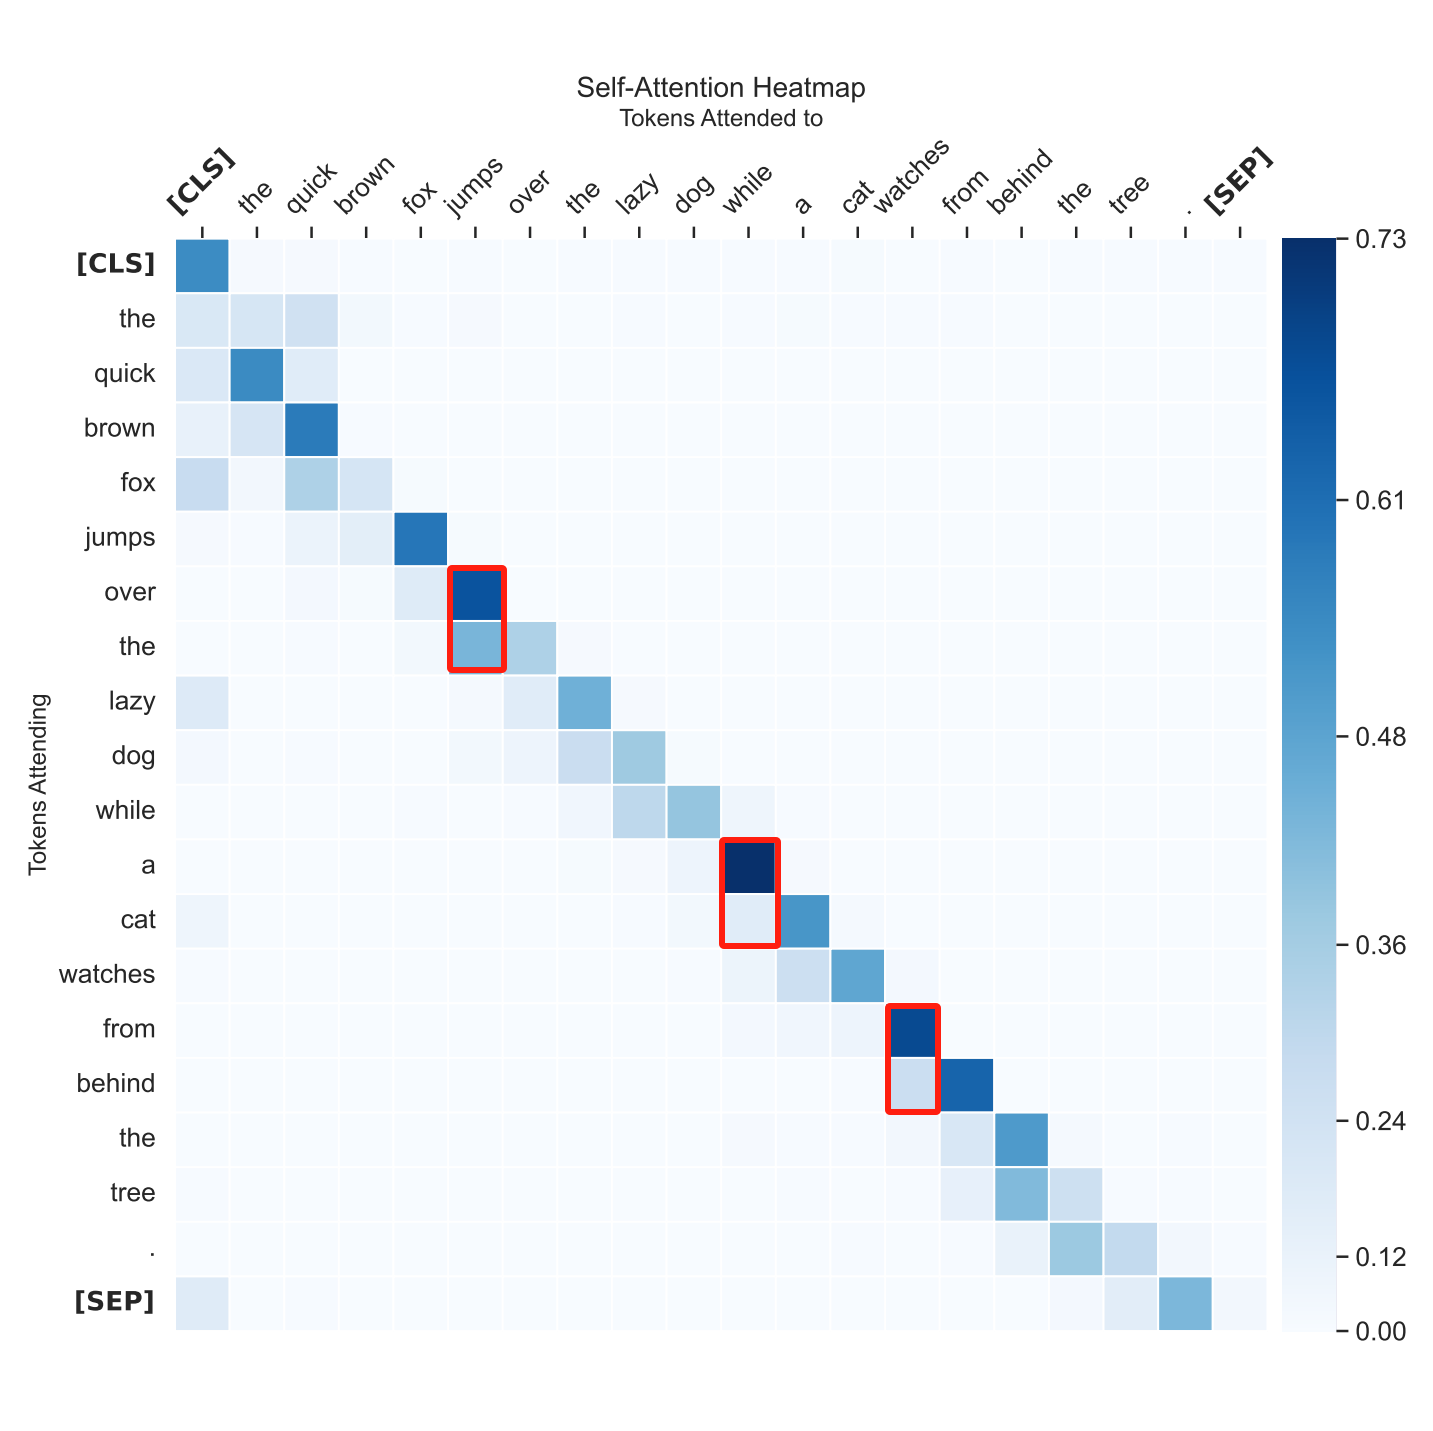 Self-Attention Heatmap
Tokens Attended to
[CLS] the quick brown fox jumps over the lazy dog while a cat watches from behind the tree . [SEP]
Tokens Attending
[CLS]
the
quick
brown
fox
jumps
over
the
lazy
dog
while
a
cat
watches
from
behind
the
tree
.
[SEP]
0.73
0.61
0.48
0.36
0.24
0.12
0.00